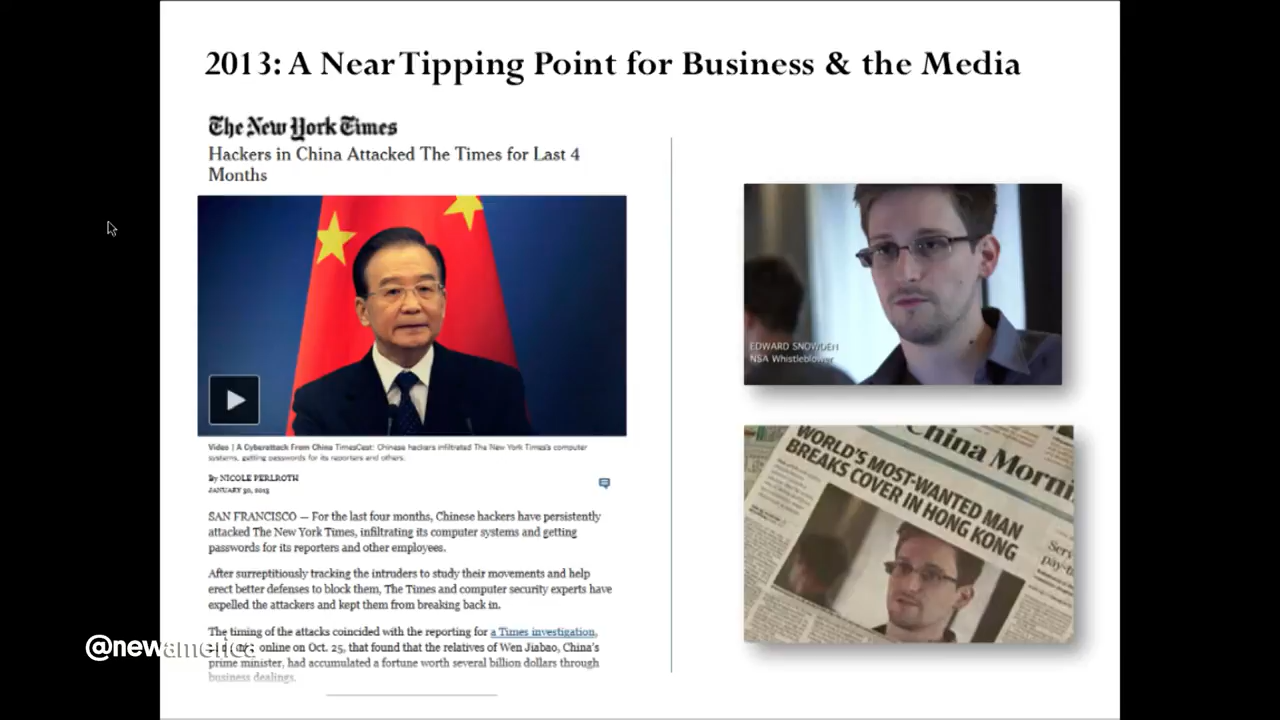 2013: A Near Tipping Point for Business & the Media
The New York Times
Hackers in China Attacked The Times for Last 4
Months
Video | A Cyberattack From China TimesCast: Chinese hackers infiltrated The New York Times's computer
systems, getting passwords for its reporters and others.
By NICOLE PERLROTH
JANUARY 30, 2013
SAN FRANCISCO — For the last four months, Chinese hackers have persistently
attacked The New York Times, infiltrating its computer systems and getting
passwords for its reporters and other employees.
After surreptitiously tracking the intruders to study their movements and help
erect better defenses to block them, The Times and computer security experts have
expelled the attackers and kept them from breaking back in.
The timing of the attacks coincided with the reporting for a Times investigation,
online on Oct. 25, that found that the relatives of Wen Jiabao, China's
prime minister, had accumulated a fortune worth several billion dollars through
business dealings.
@newamerica
EDWARD SNOWDEN
NSA Whistleblower
China Morni
WORLD'S MOST-WANTED MAN
BREAKS COVER IN HONG KONG